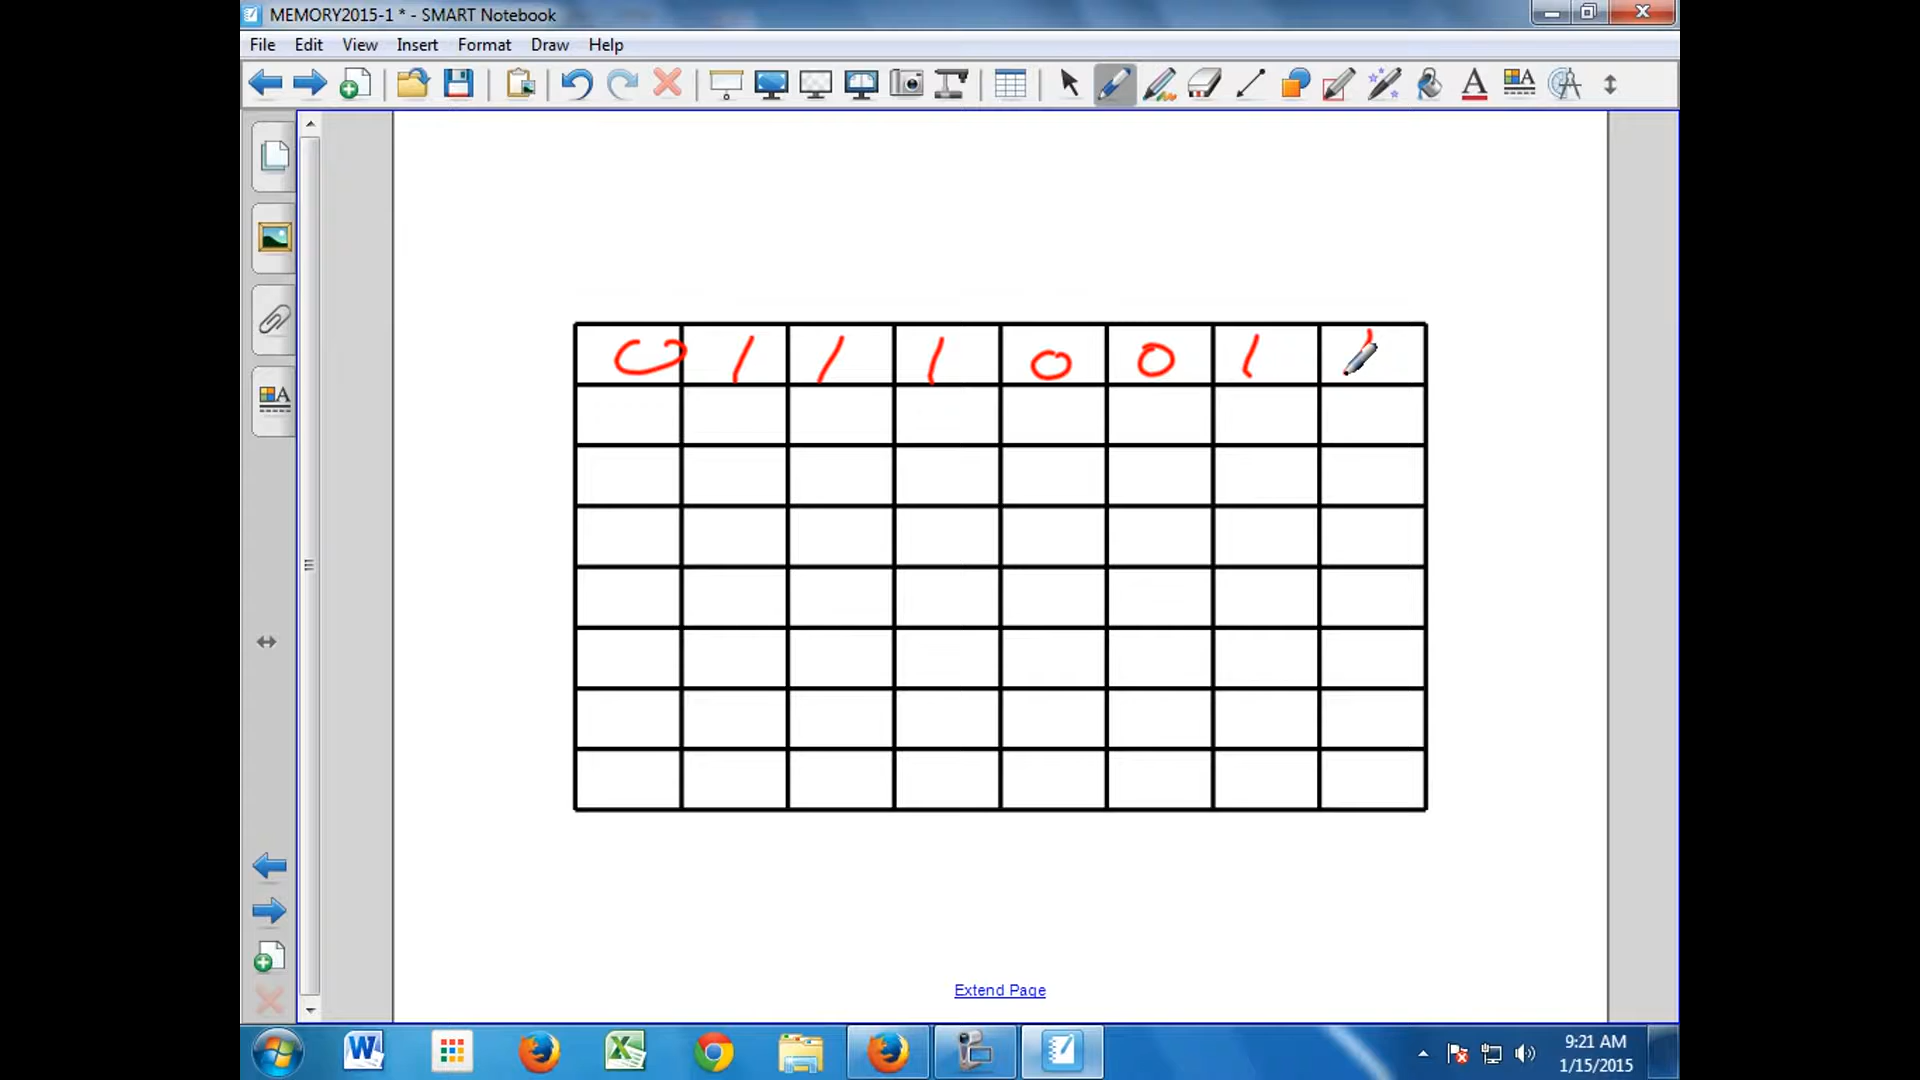 MEMORY2015-1 * - SMART Notebook
File Edit View Insert Format Draw Help
0 1 1 1 0 0 1
Extend Page
9:21 AM
1/15/2015